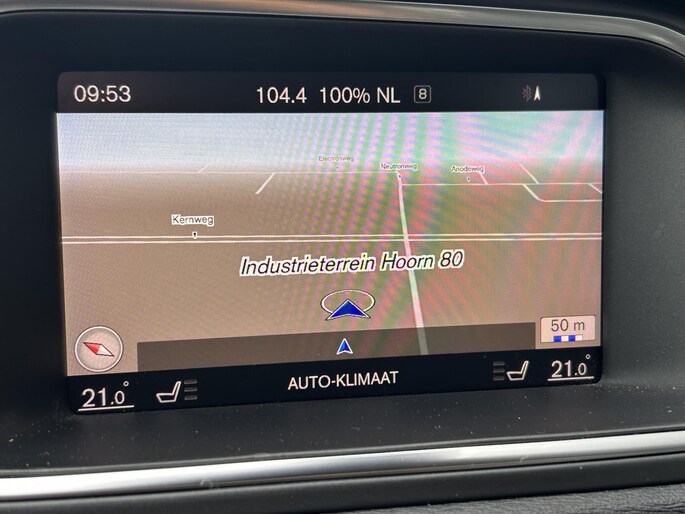 09:53 104.4 100% NL 8
Electronweg
Neutronweg
Anodeweg
Kernweg
Industrieterrein Hoorn 80
50 m
21.0° AUTO-KLIMAAT 21.0°